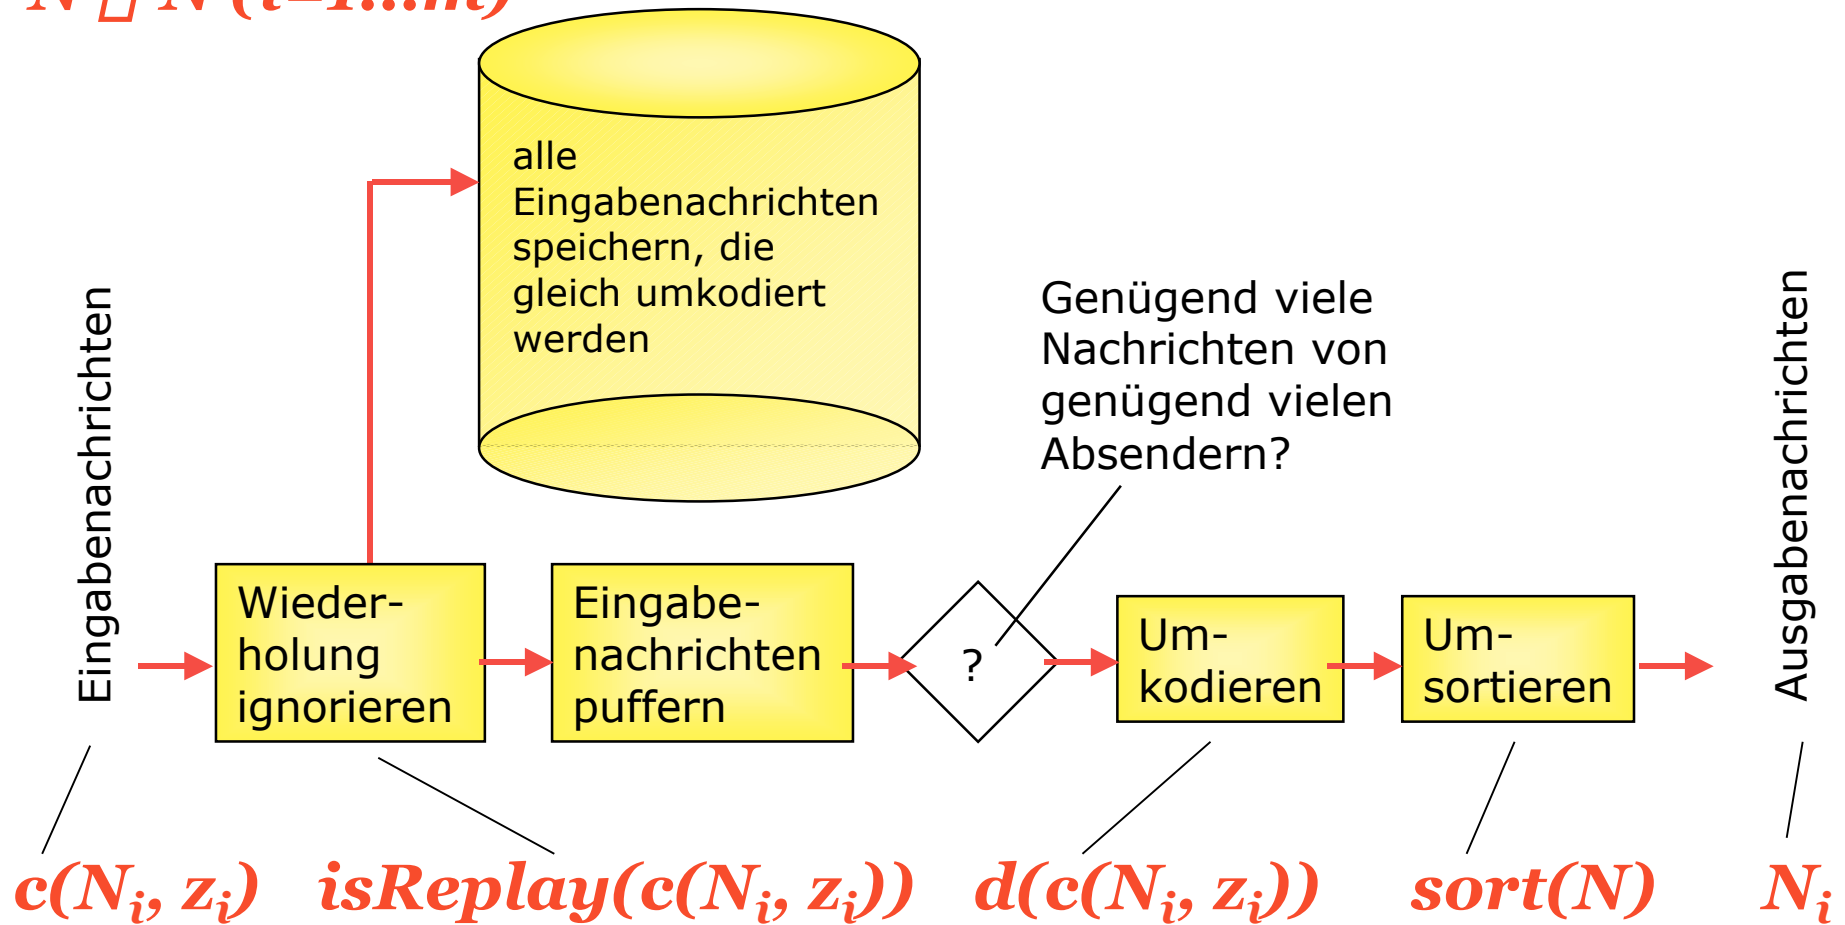 (i=1...m)
alle
Eingabenachrichten
speichern, die
gleich umkodiert
werden
Genügend viele
Nachrichten von
genügend vielen
Absendern?
Eingabenachrichten
Wieder-
holung
ignorieren
Eingabe-
nachrichten
puffern
?
Um-
kodieren
Um-
sortieren
Ausgabenachrichten
c(Nᵢ, zᵢ)
isReplay(c(Nᵢ, zᵢ))
d(c(Nᵢ, zᵢ))
sort(N)
Nᵢ